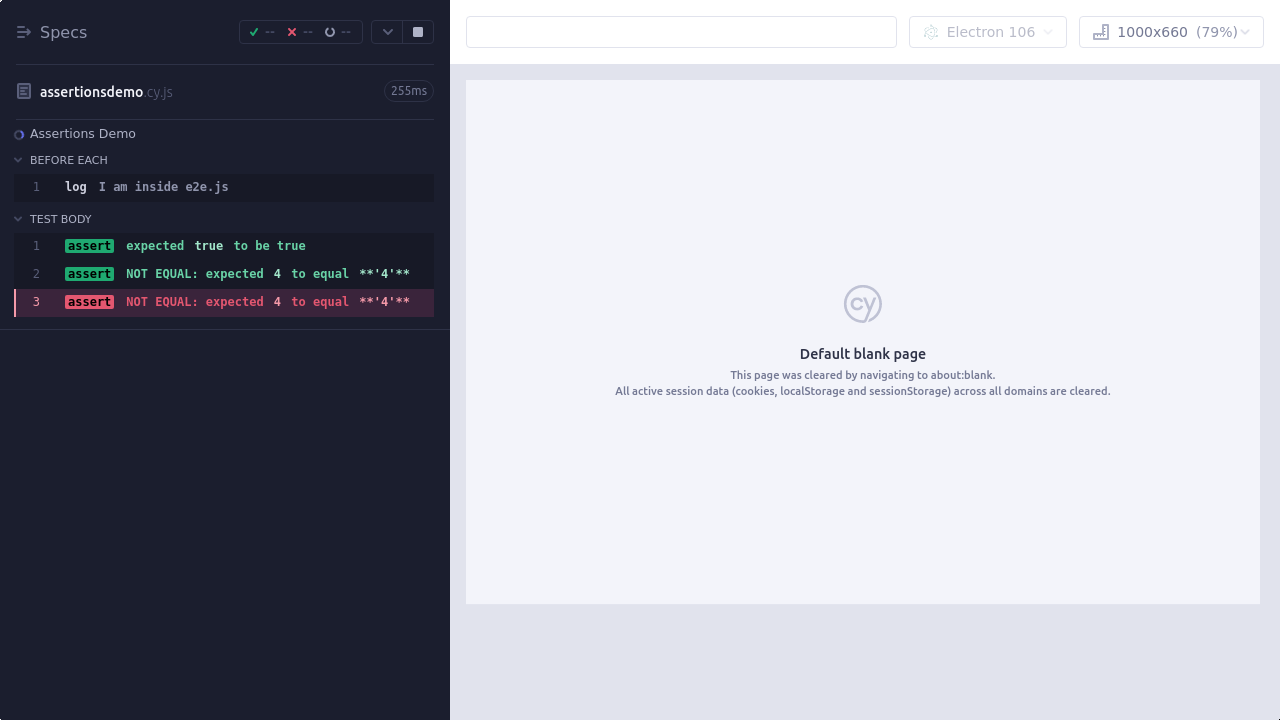 Specs
--
--
--
Electron 106
1000x660 (79%)
assertionsdemo.cy.js
255ms
Assertions Demo
BEFORE EACH
1 log I am inside e2e.js
TEST BODY
1 assert expected true to be true
2 assert NOT EQUAL: expected 4 to equal **'4'**
3 assert NOT EQUAL: expected 4 to equal **'4'**
cy
Default blank page
This page was cleared by navigating to about:blank.
All active session data (cookies, localStorage and sessionStorage) across all domains are cleared.